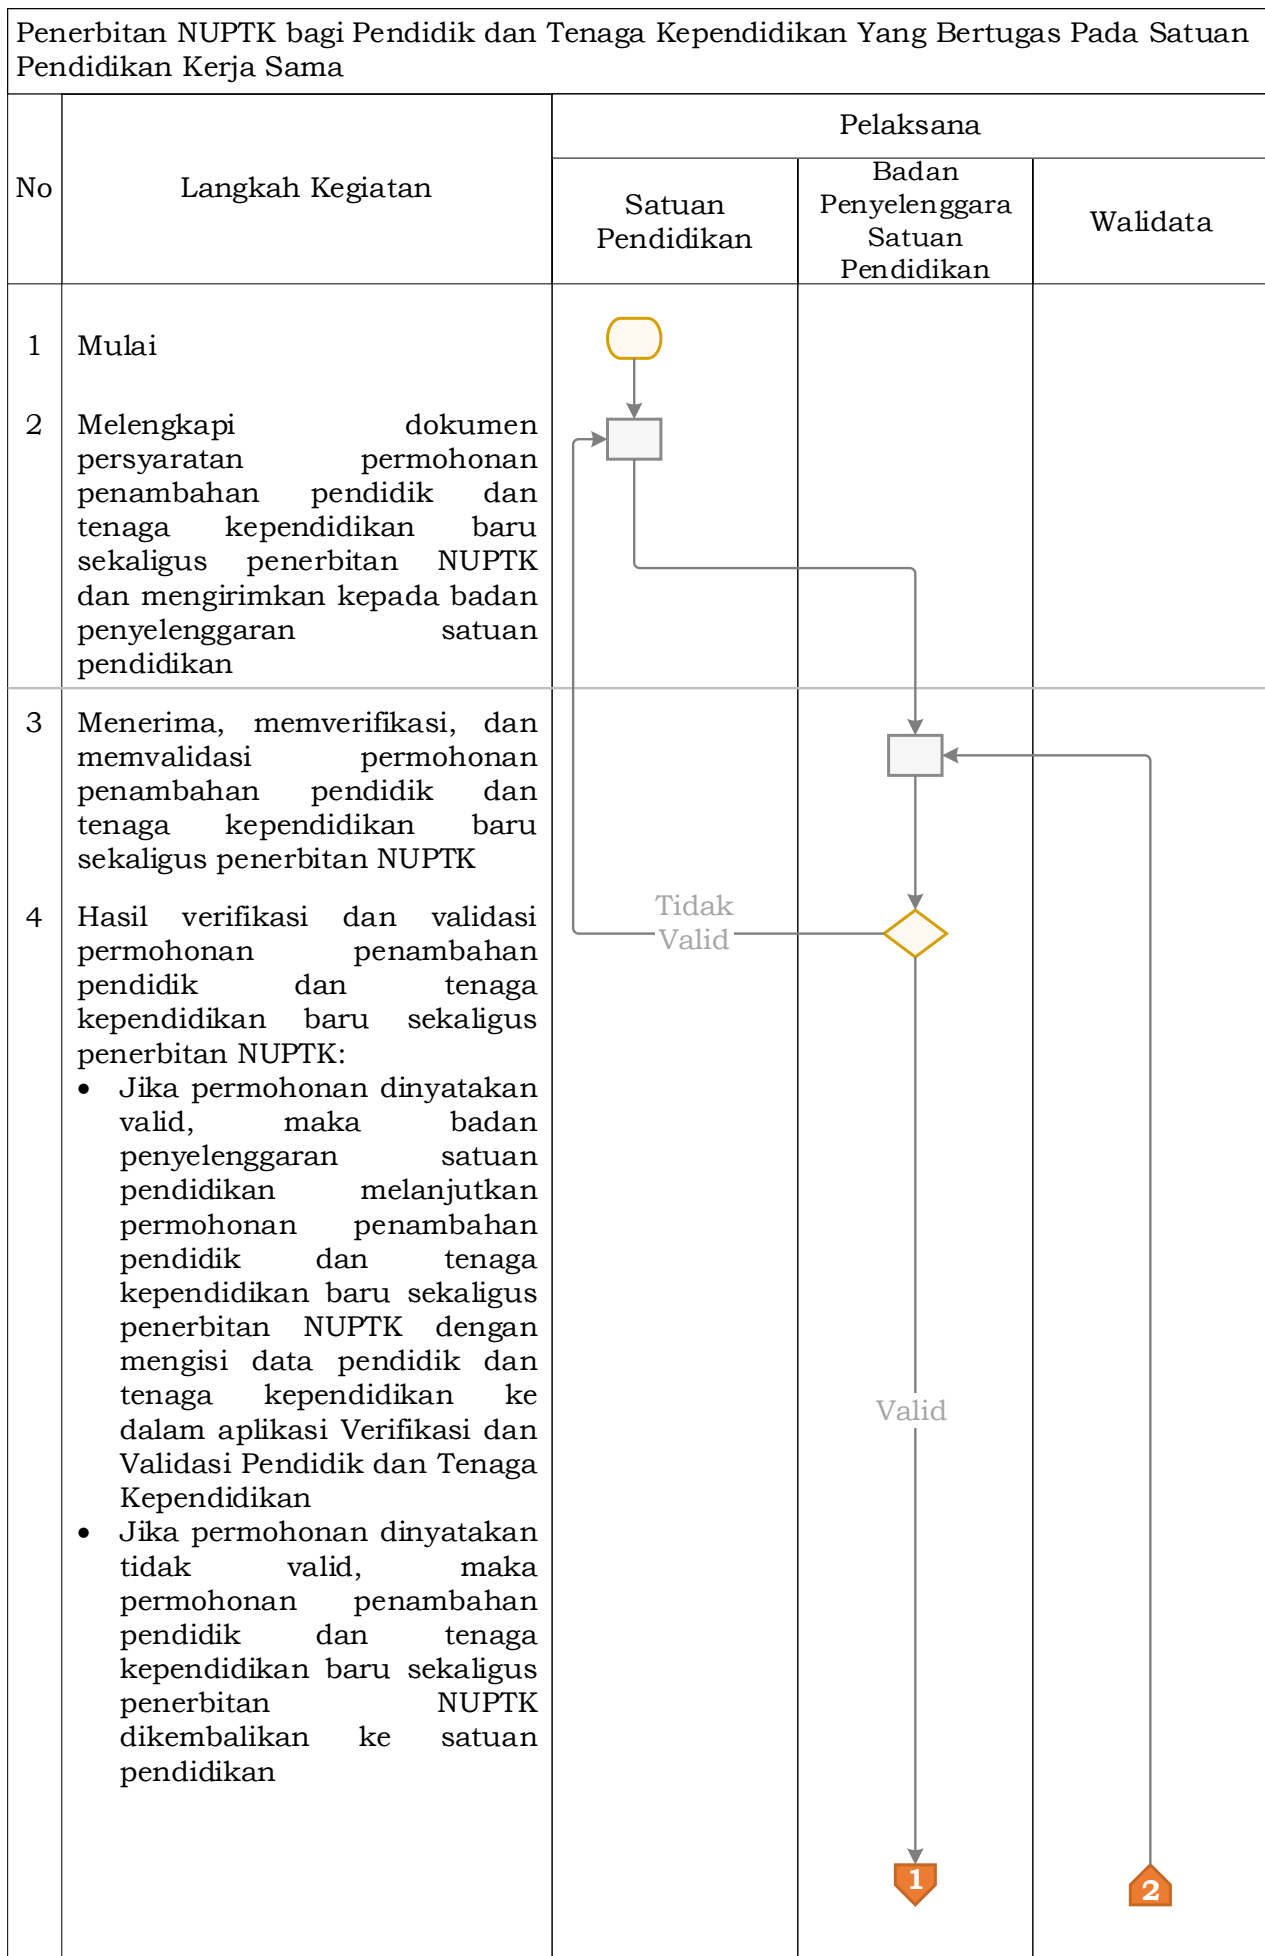 Penerbitan NUPTK bagi Pendidik dan Tenaga Kependidikan Yang Bertugas Pada Satuan
Pendidikan Kerja Sama
No
Langkah Kegiatan
Pelaksana
Satuan
Pendidikan
Badan
Penyelenggara
Satuan
Pendidikan
Walidata
1 Mulai
2 Melengkapi dokumen
persyaratan permohonan
penambahan pendidik dan
tenaga kependidikan baru
sekaligus penerbitan NUPTK
dan mengirimkan kepada badan
penyelenggaran satuan
pendidikan
3 Menerima, memverifikasi, dan
memvalidasi permohonan
penambahan pendidik dan
tenaga kependidikan baru
sekaligus penerbitan NUPTK
4 Hasil verifikasi dan validasi
permohonan penambahan
pendidik dan tenaga
kependidikan baru sekaligus
penerbitan NUPTK:
• Jika permohonan dinyatakan
valid, maka badan
penyelenggaran satuan
pendidikan melanjutkan
permohonan penambahan
pendidik dan tenaga
kependidikan baru sekaligus
penerbitan NUPTK dengan
mengisi data pendidik dan
tenaga kependidikan ke
dalam aplikasi Verifikasi dan
Validasi Pendidik dan Tenaga
Kependidikan
• Jika permohonan dinyatakan
tidak valid, maka
permohonan penambahan
pendidik dan tenaga
kependidikan baru sekaligus
penerbitan NUPTK
dikembalikan ke satuan
pendidikan
Tidak
Valid
Valid
1
2